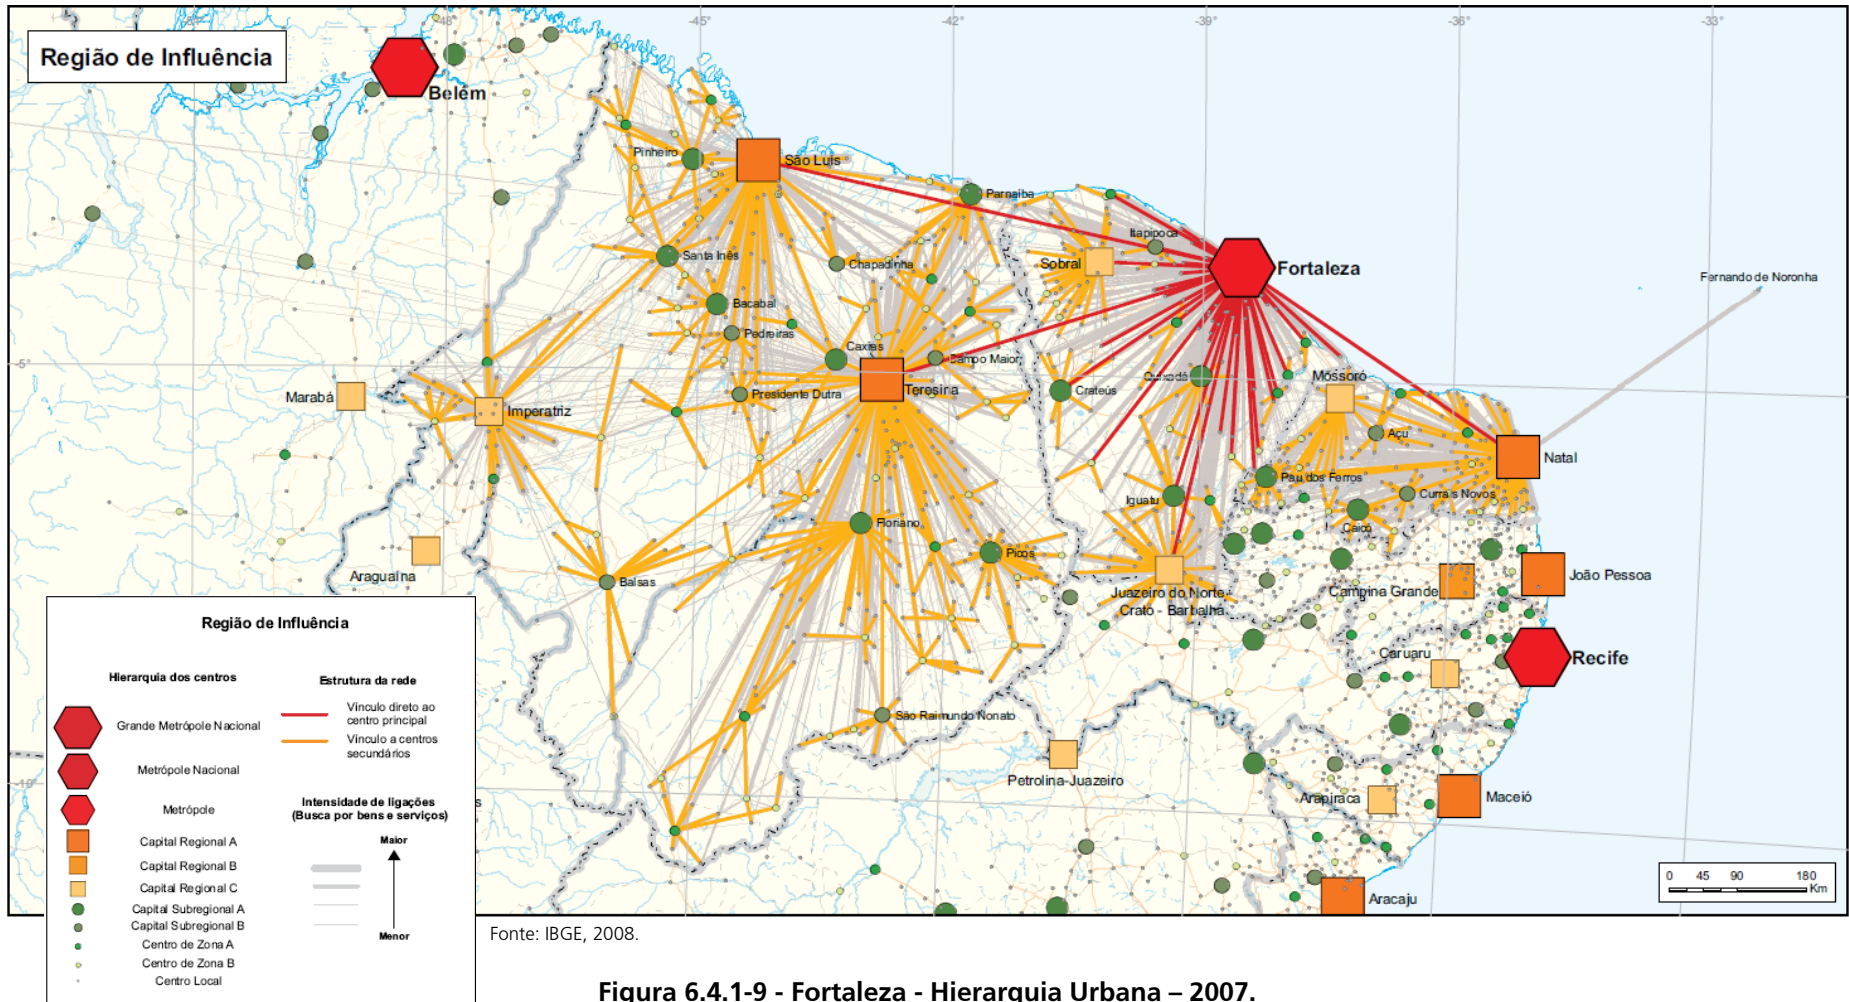 -51°
-48°
-45°
-42°
-39°
-36°
-33°
Região de Influência
Belém
Pinheiro
São Luis
Parnaíba
Itapipoca
Sobral
Fortaleza
Fernando de Noronha
Santa Inês
Chapadinha
Bacabal
Pedreiras
Caxias
Campo Maior
-5°
Marabá
Imperatriz
Presidente Dutra
Teresina
Crateús
Quixadá
Mossoró
Açu
Natal
Pau dos Ferros
Currais Novos
Iguatu
Caicó
Floriano
Picos
Araguaína
Balsas
Juazeiro do Norte
Crato - Barbalha
Campina Grande
João Pessoa
Caruaru
Recife
São Raimundo Nonato
Petrolina-Juazeiro
-10°
Arapiraca
Maceió
Aracaju
0 45 90 180
Km
Região de Influência
Hierarquia dos centros
Grande Metrópole Nacional
Metrópole Nacional
Metrópole
Capital Regional A
Capital Regional B
Capital Regional C
Capital Subregional A
Capital Subregional B
Centro de Zona A
Centro de Zona B
Centro Local
Estrutura da rede
Vínculo direto ao
centro principal
Vínculo a centros
secundários
Intensidade de ligações
(Busca por bens e serviços)
Maior
Menor
s
Fonte: IBGE, 2008.
Figura 6.4.1-9 - Fortaleza - Hierarquia Urbana – 2007.